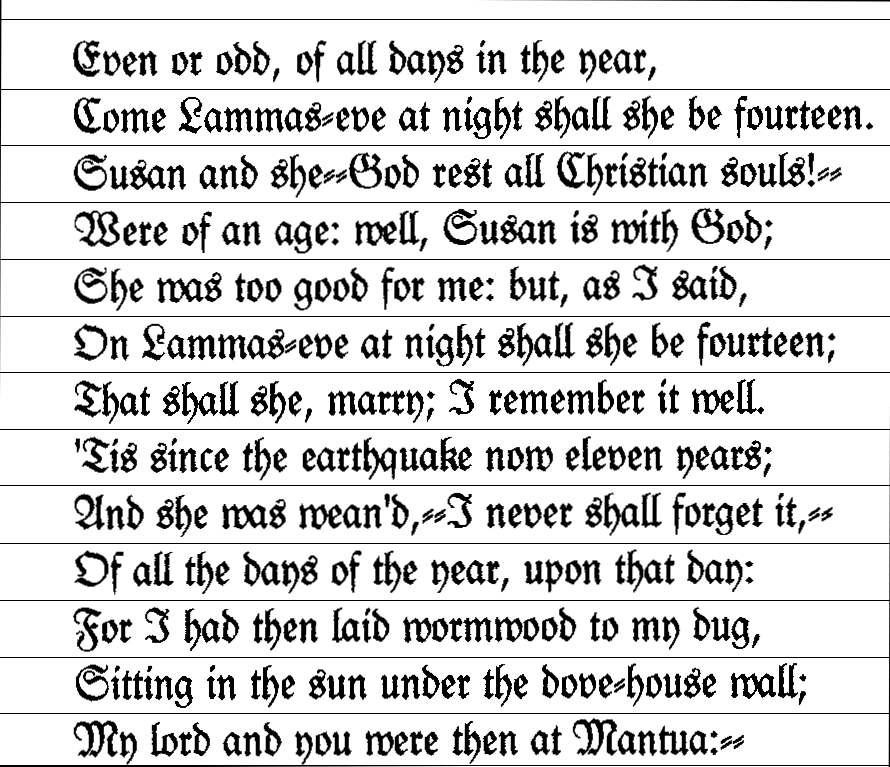 Even or odd, of all days in the year,
Come Lammas-eve at night shall she be fourteen.
Susan and she--God rest all Christian souls!--
Were of an age: well, Susan is with God;
She was too good for me: but, as I said,
On Lammas-eve at night shall she be fourteen;
That shall she, marry; I remember it well.
'Tis since the earthquake now eleven years;
And she was wean'd,--I never shall forget it,--
Of all the days of the year, upon that day:
For I had then laid wormwood to my dug,
Sitting in the sun under the dove-house wall;
My lord and you were then at Mantua:--